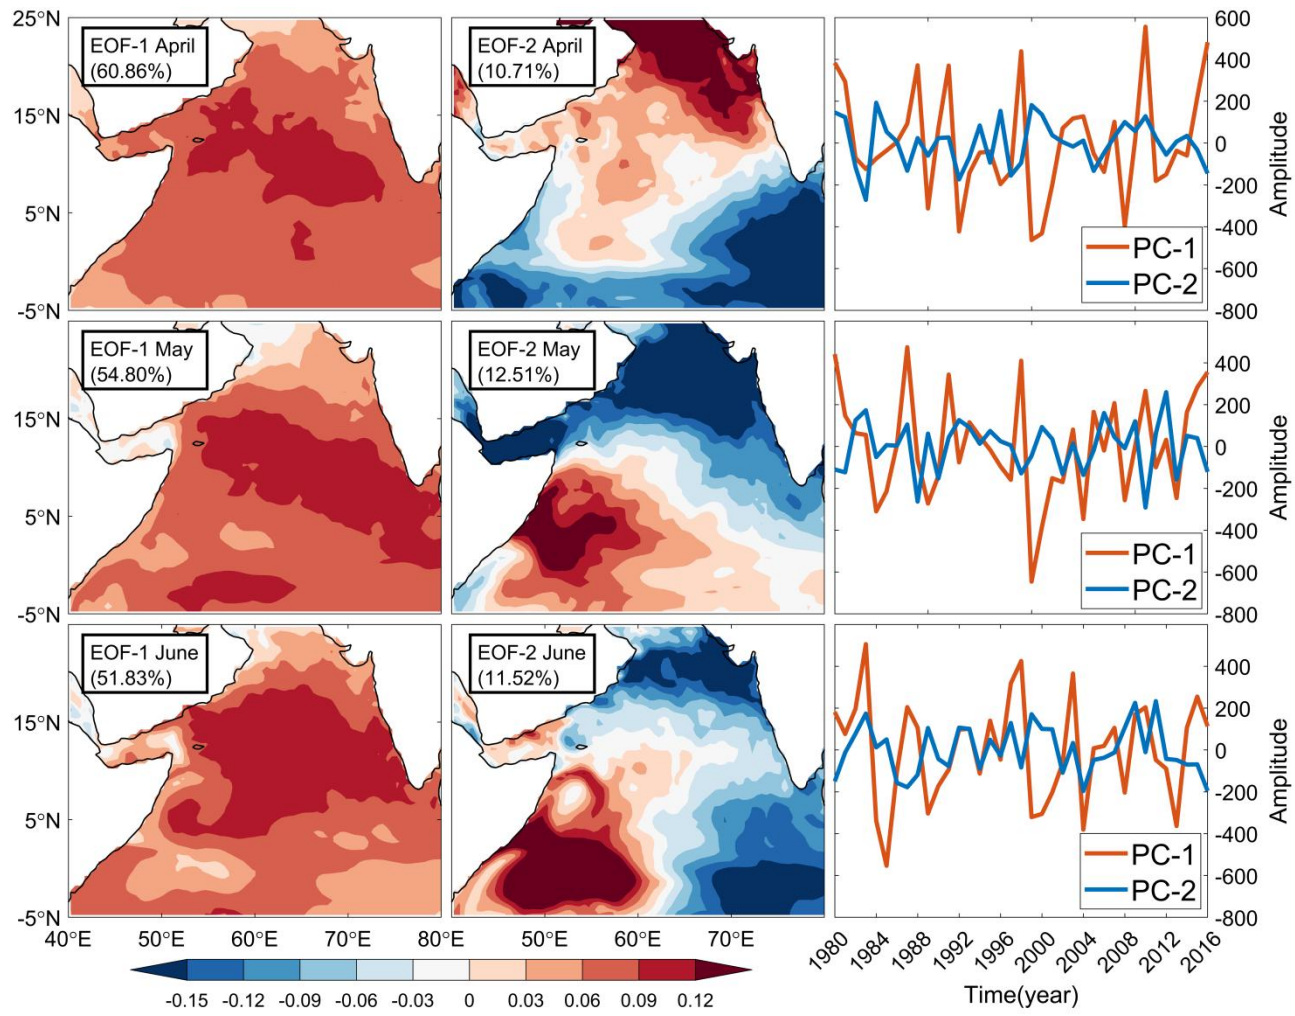 25°N
15°N
5°N
-5°N
EOF-1 April
(60.86%)
EOF-2 April
(10.71%)
600
400
200
0
-200
-400
-600
-800
Amplitude
PC-1
PC-2
15°N
5°N
-5°N
EOF-1 May
(54.80%)
EOF-2 May
(12.51%)
400
200
0
-200
-400
-600
-800
Amplitude
PC-1
PC-2
15°N
5°N
-5°N
EOF-1 June
(51.83%)
EOF-2 June
(11.52%)
400
200
0
-200
-400
-600
-800
Amplitude
PC-1
PC-2
40°E 50°E 60°E 70°E 80°E 50°E 60°E 70°E
1980 1984 1988 1992 1996 2000 2004 2008 2012 2016
Time(year)
-0.15 -0.12 -0.09 -0.06 -0.03 0 0.03 0.06 0.09 0.12